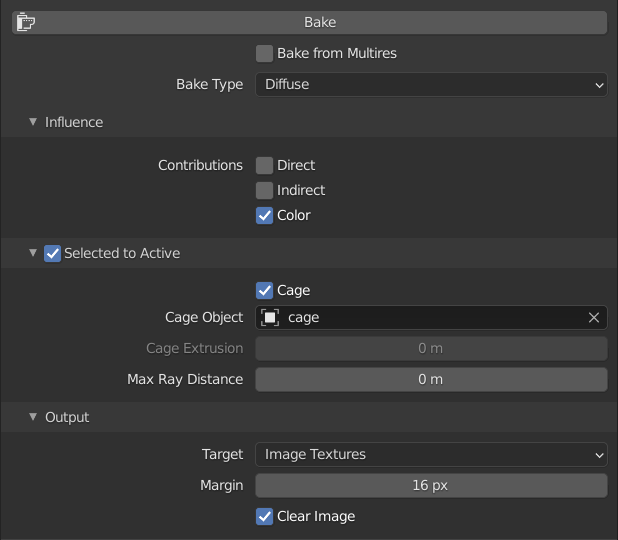 Bake
Bake from Multires
Bake Type Diffuse
Influence
Contributions Direct
Indirect
Color
Selected to Active
Cage
Cage Object cage
Cage Extrusion 0 m
Max Ray Distance 0 m
Output
Target Image Textures
Margin 16 px
Clear Image